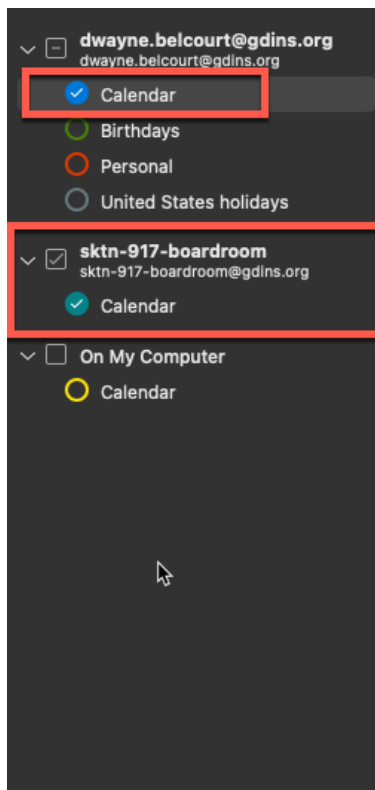 dwayne.belcourt@gdins.org
dwayne.belcourt@gdins.org
Calendar
Birthdays
Personal
United States holidays
sktn-917-boardroom
sktn-917-boardroom@gdins.org
Calendar
On My Computer
Calendar